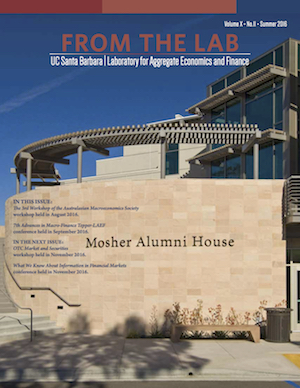 Volume X • No.II • Summer 2016
FROM THE LAB
UC Santa Barbara | Laboratory for Aggregate Economics and Finance
IN THIS ISSUE:
The 3rd Workshop of the Australasian Macroeconomics Society
workshop held in August 2016.
7th Advances in Macro-Finance Tepper-LAEF
conference held in September 2016.
IN THE NEXT ISSUE:
OTC Market and Securities
workshop held in November 2016.
What We Know About Information in Financial Markets
conference held in November 2016.
Mosher Alumni House